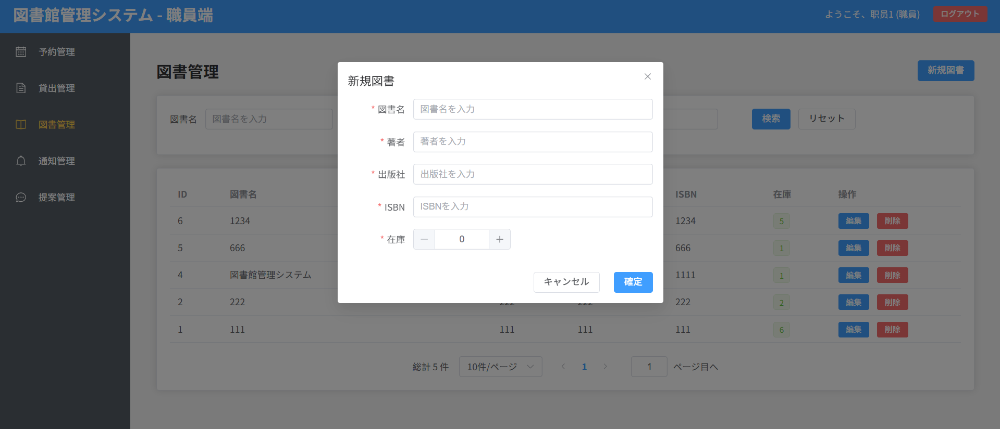 図書館管理システム - 職員端
ようこそ、职员1 (職員)
ログアウト
予約管理
貸出管理
図書管理
通知管理
提案管理
図書管理
新規図書
図書名 図書名を入力
検索 リセット
ID 図書名 ISBN 在庫 操作
6 1234 1234 5 編集 削除
5 666 666 1 編集 削除
4 図書館管理システム 1111 1 編集 削除
2 222 222 222 222 2 編集 削除
1 111 111 111 111 6 編集 削除
総計 5 件 10件/ページ 1 1 ページ目へ
新規図書
* 図書名 図書名を入力
* 著者 著者を入力
* 出版社 出版社を入力
* ISBN ISBNを入力
* 在庫 0
キャンセル 確定